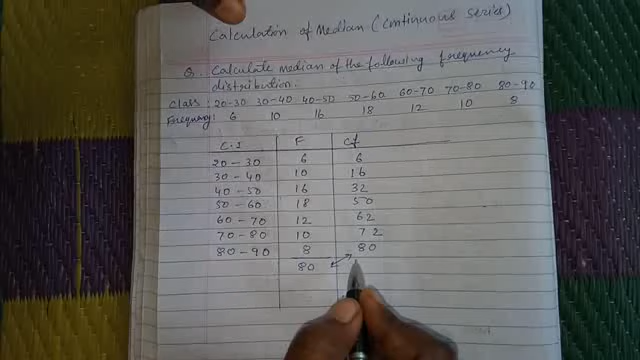 Calculation of Median (Continuous Series)
Q. Calculate median of the following frequency
distribution.
Class: 20-30 30-40 40-50 50-60 60-70 70-80 80-90
Frequency: 6 10 16 18 12 10 8
C.I F Cf
20-30 6 6
30-40 10 16
40-50 16 32
50-60 18 50
60-70 12 62
70-80 10 72
80-90 8 80
80